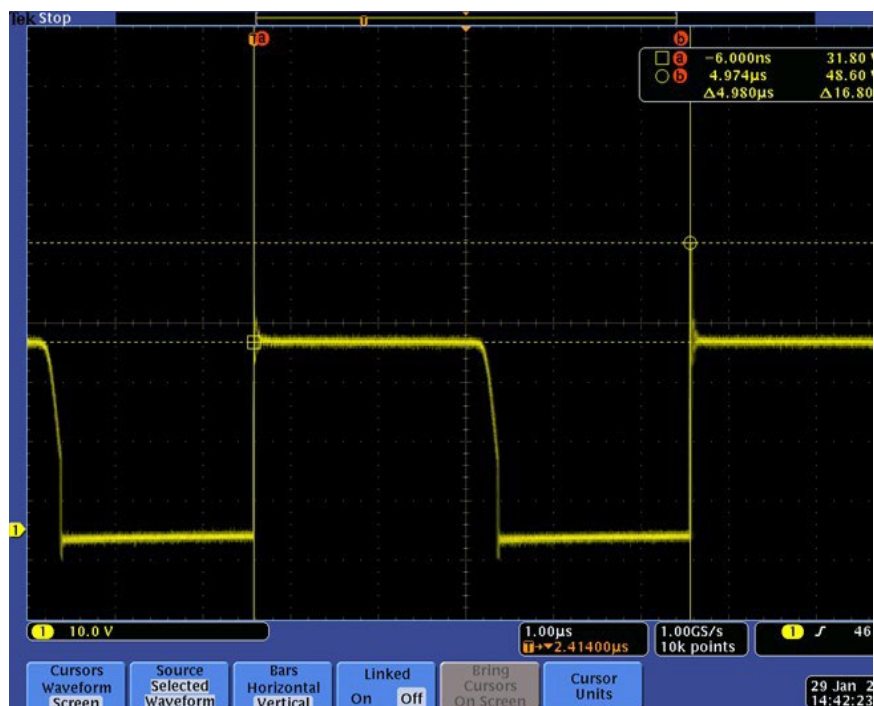 Tek Stop
T a b
a −6.000ns 31.80 V
b 4.974µs 48.60 V
Δ4.980µs Δ16.80
1
1 10.0 V
1.00µs
T→▼2.41400µs
1.00GS/s
10k points
1 46
Cursors
Waveform
Screen
Source
Selected
Waveform
Bars
Horizontal
Vertical
Linked
On Off
Bring
Cursors
On Screen
Cursor
Units
29 Jan 2
14:42:23